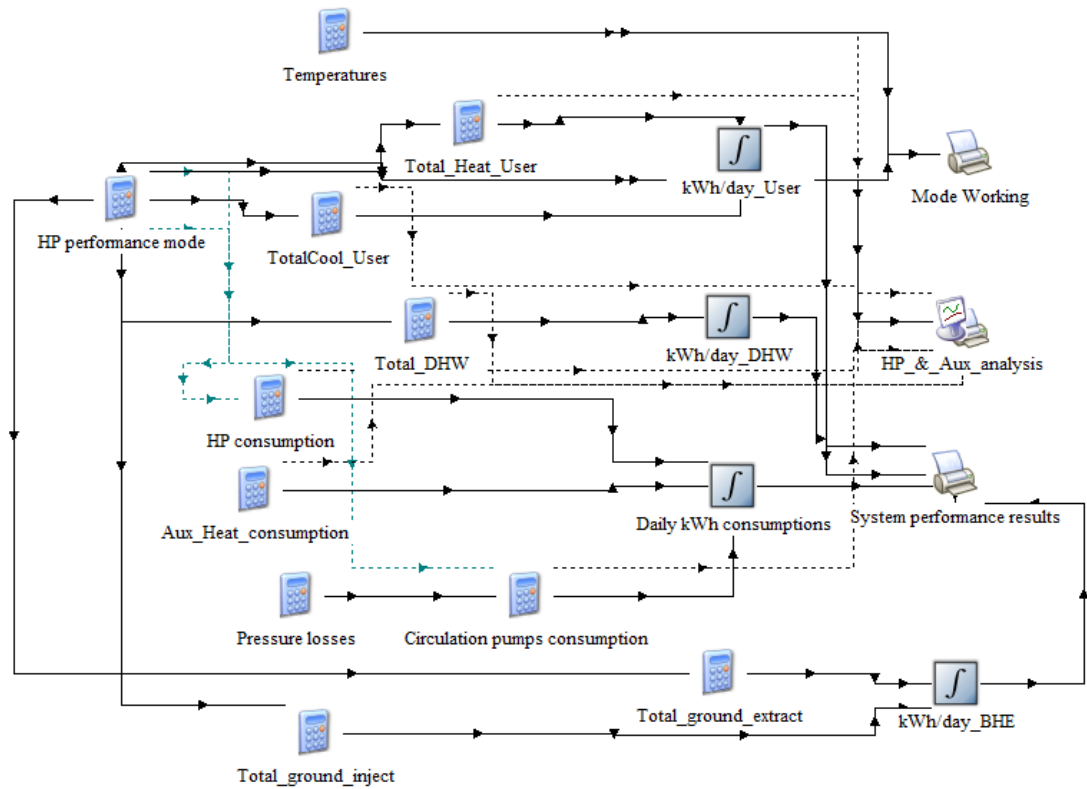 Temperatures
Total_Heat_User
kWh/day_User
Mode Working
HP performance mode
TotalCool_User
Total_DHW
kWh/day_DHW
HP_&_Aux_analysis
HP consumption
Aux_Heat_consumption
Daily kWh consumptions
System performance results
Pressure losses
Circulation pumps consumption
Total_ground_extract
kWh/day_BHE
Total_ground_inject